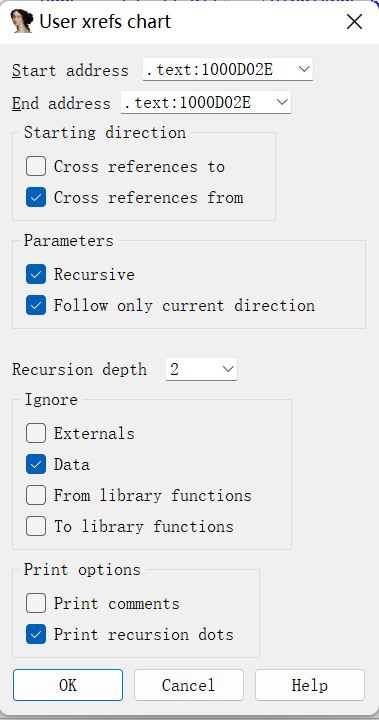 User xrefs chart
Start address .text:1000D02E
End address .text:1000D02E
Starting direction
Cross references to
Cross references from
Parameters
Recursive
Follow only current direction
Recursion depth 2
Ignore
Externals
Data
From library functions
To library functions
Print options
Print comments
Print recursion dots
OK Cancel Help